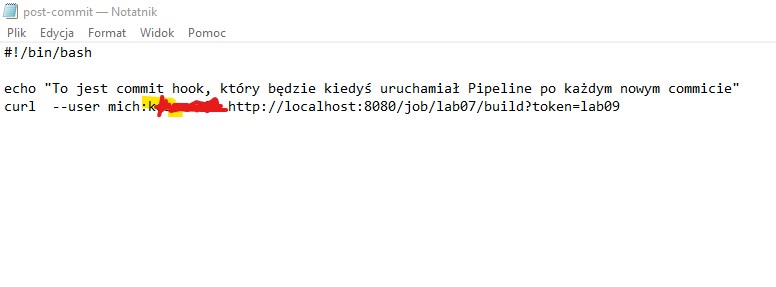 post-commit — Notatnik
Plik Edycja Format Widok Pomoc
#!/bin/bash
echo "To jest commit hook, który będzie kiedyś uruchamiał Pipeline po każdym nowym commicie"
curl --user mich:k http://localhost:8080/job/lab07/build?token=lab09